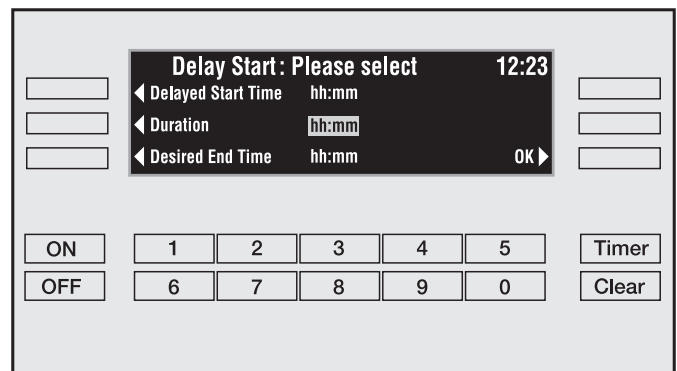 Delay Start: Please select 12:23
Delayed Start Time hh:mm
Duration hh:mm
Desired End Time hh:mm OK
ON 1 2 3 4 5 Timer
OFF 6 7 8 9 0 Clear